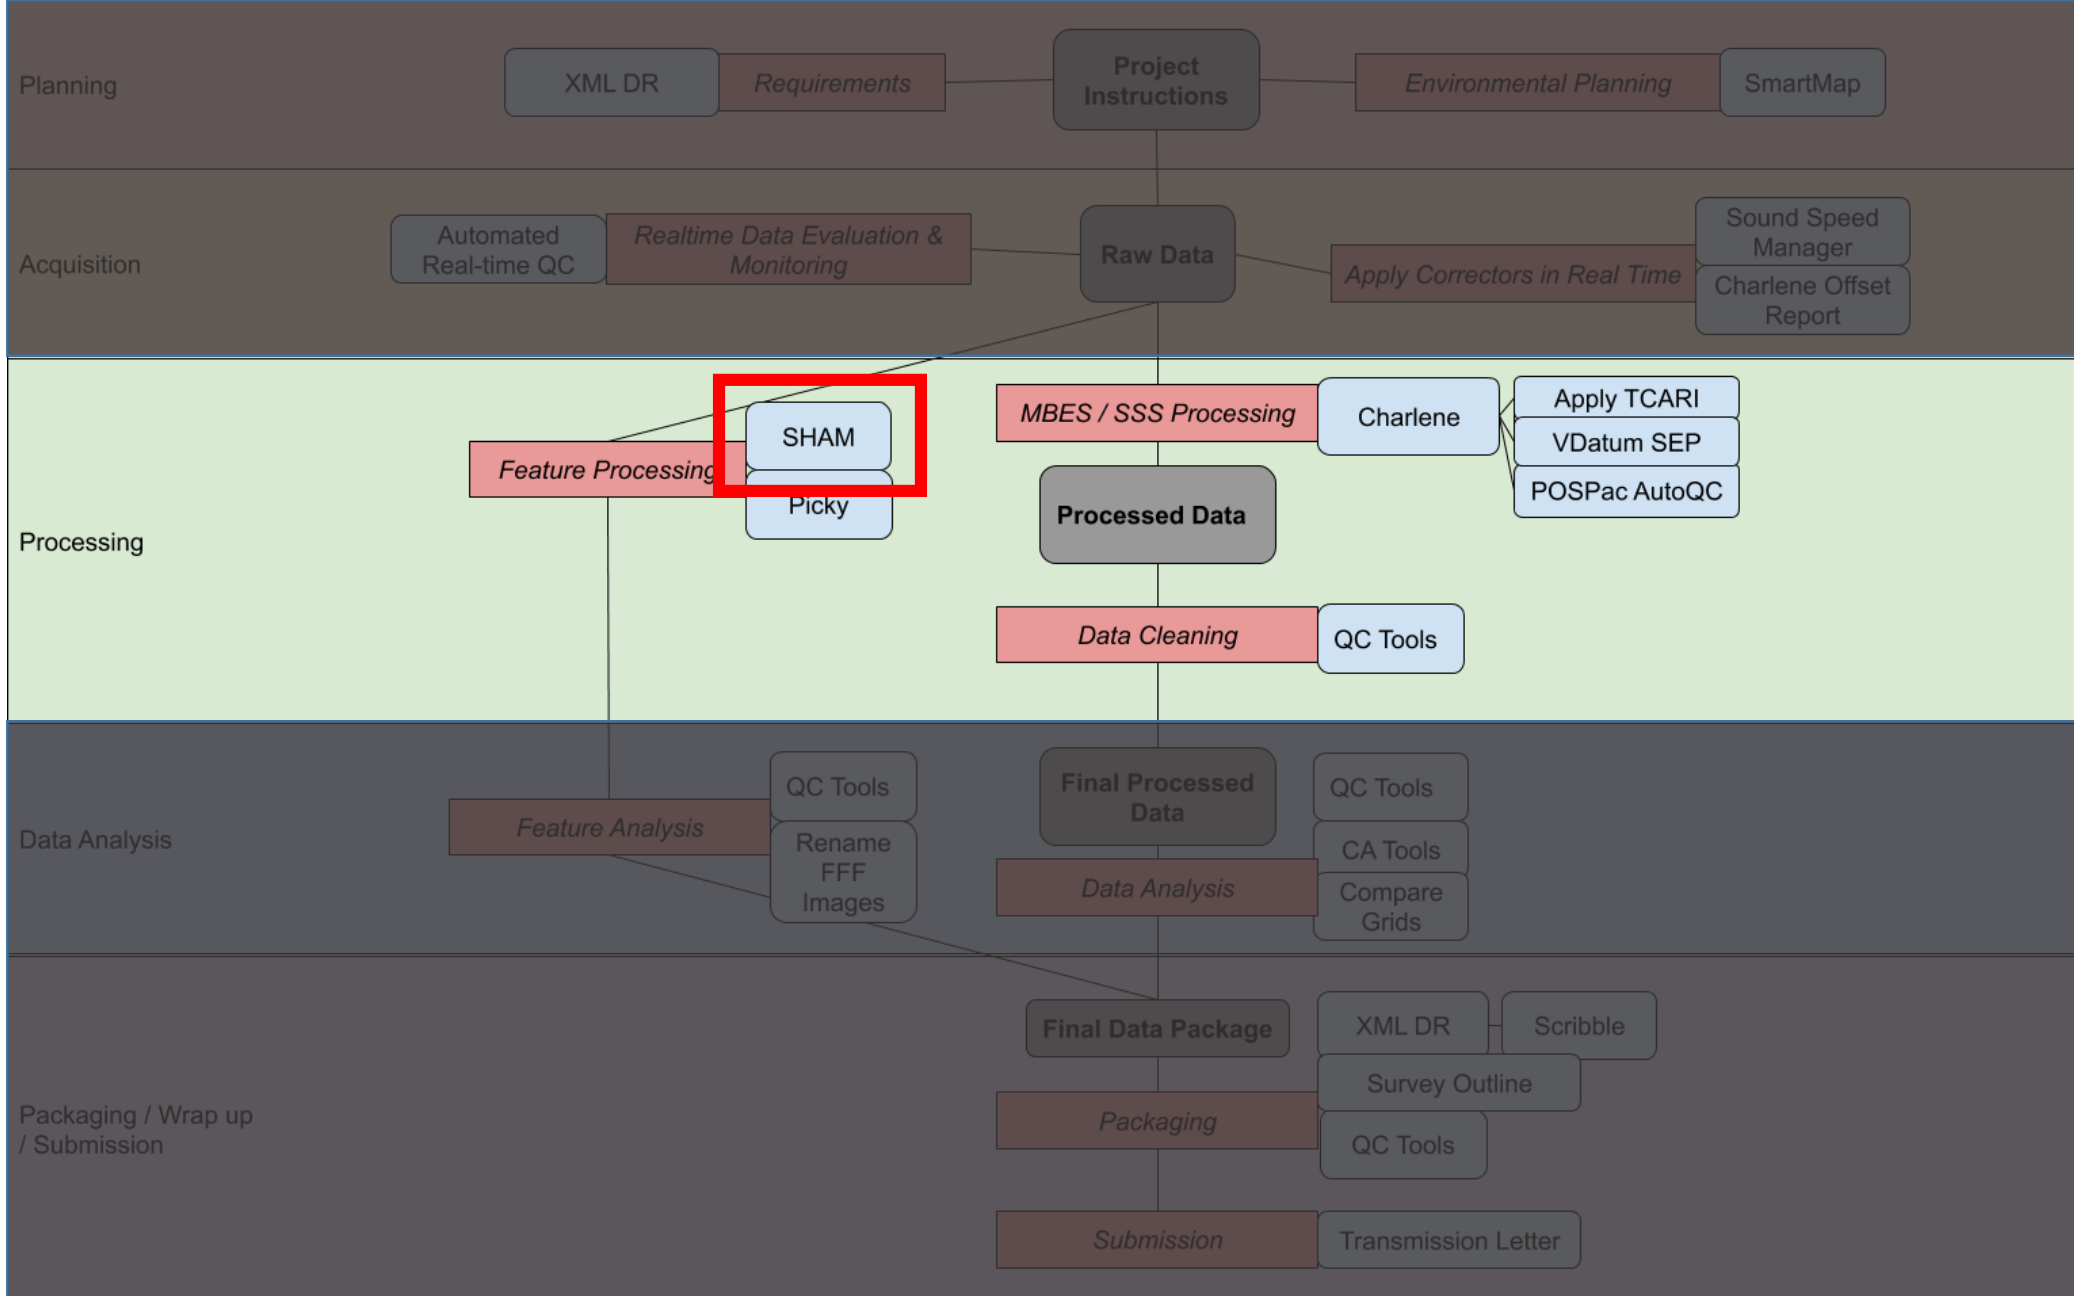 Planning
XML DR
Requirements
Project
Instructions
Environmental Planning
SmartMap
Acquisition
Automated
Real-time QC
Realtime Data Evaluation &
Monitoring
Raw Data
Apply Correctors in Real Time
Sound Speed
Manager
Charlene Offset
Report
Processing
Feature Processing
SHAM
Picky
MBES / SSS Processing
Charlene
Apply TCARI
VDatum SEP
POSPac AutoQC
Processed Data
Data Cleaning
QC Tools
Data Analysis
Feature Analysis
QC Tools
Rename
FFF
Images
Final Processed
Data
Data Analysis
QC Tools
CA Tools
Compare
Grids
Packaging / Wrap up
/ Submission
Final Data Package
XML DR
Scribble
Survey Outline
Packaging
QC Tools
Submission
Transmission Letter